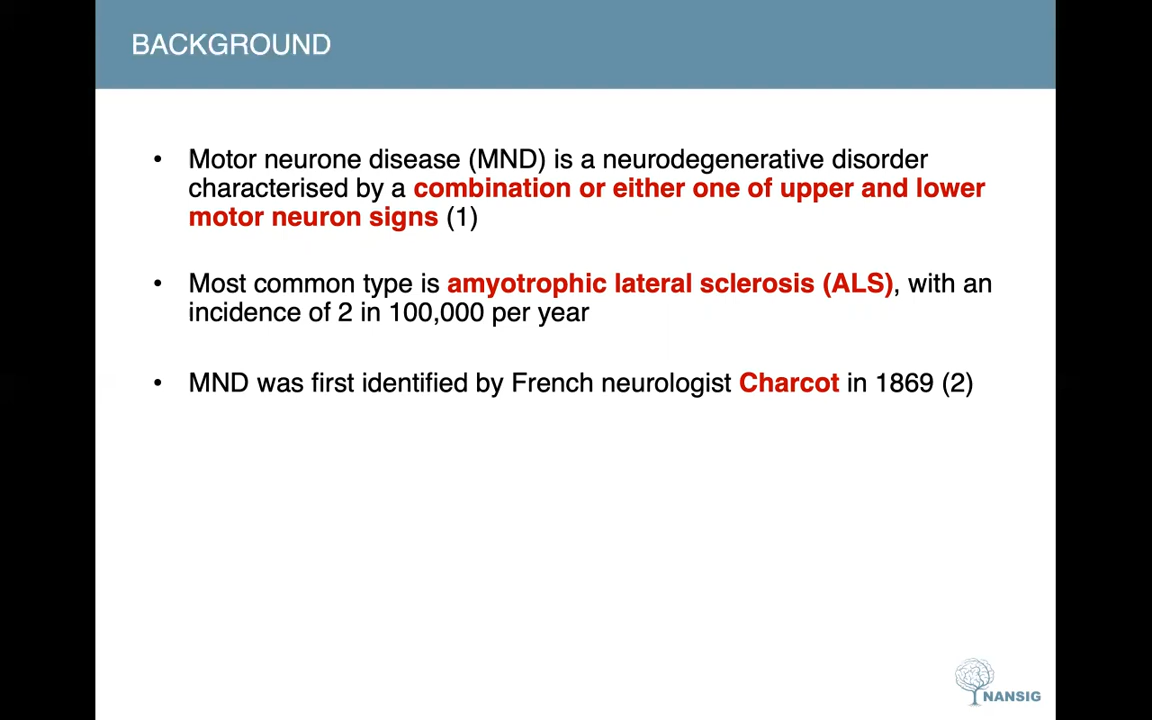 BACKGROUND
• Motor neurone disease (MND) is a neurodegenerative disorder
characterised by a combination or either one of upper and lower
motor neuron signs (1)
• Most common type is amyotrophic lateral sclerosis (ALS), with an
incidence of 2 in 100,000 per year
• MND was first identified by French neurologist Charcot in 1869 (2)
NANSIG